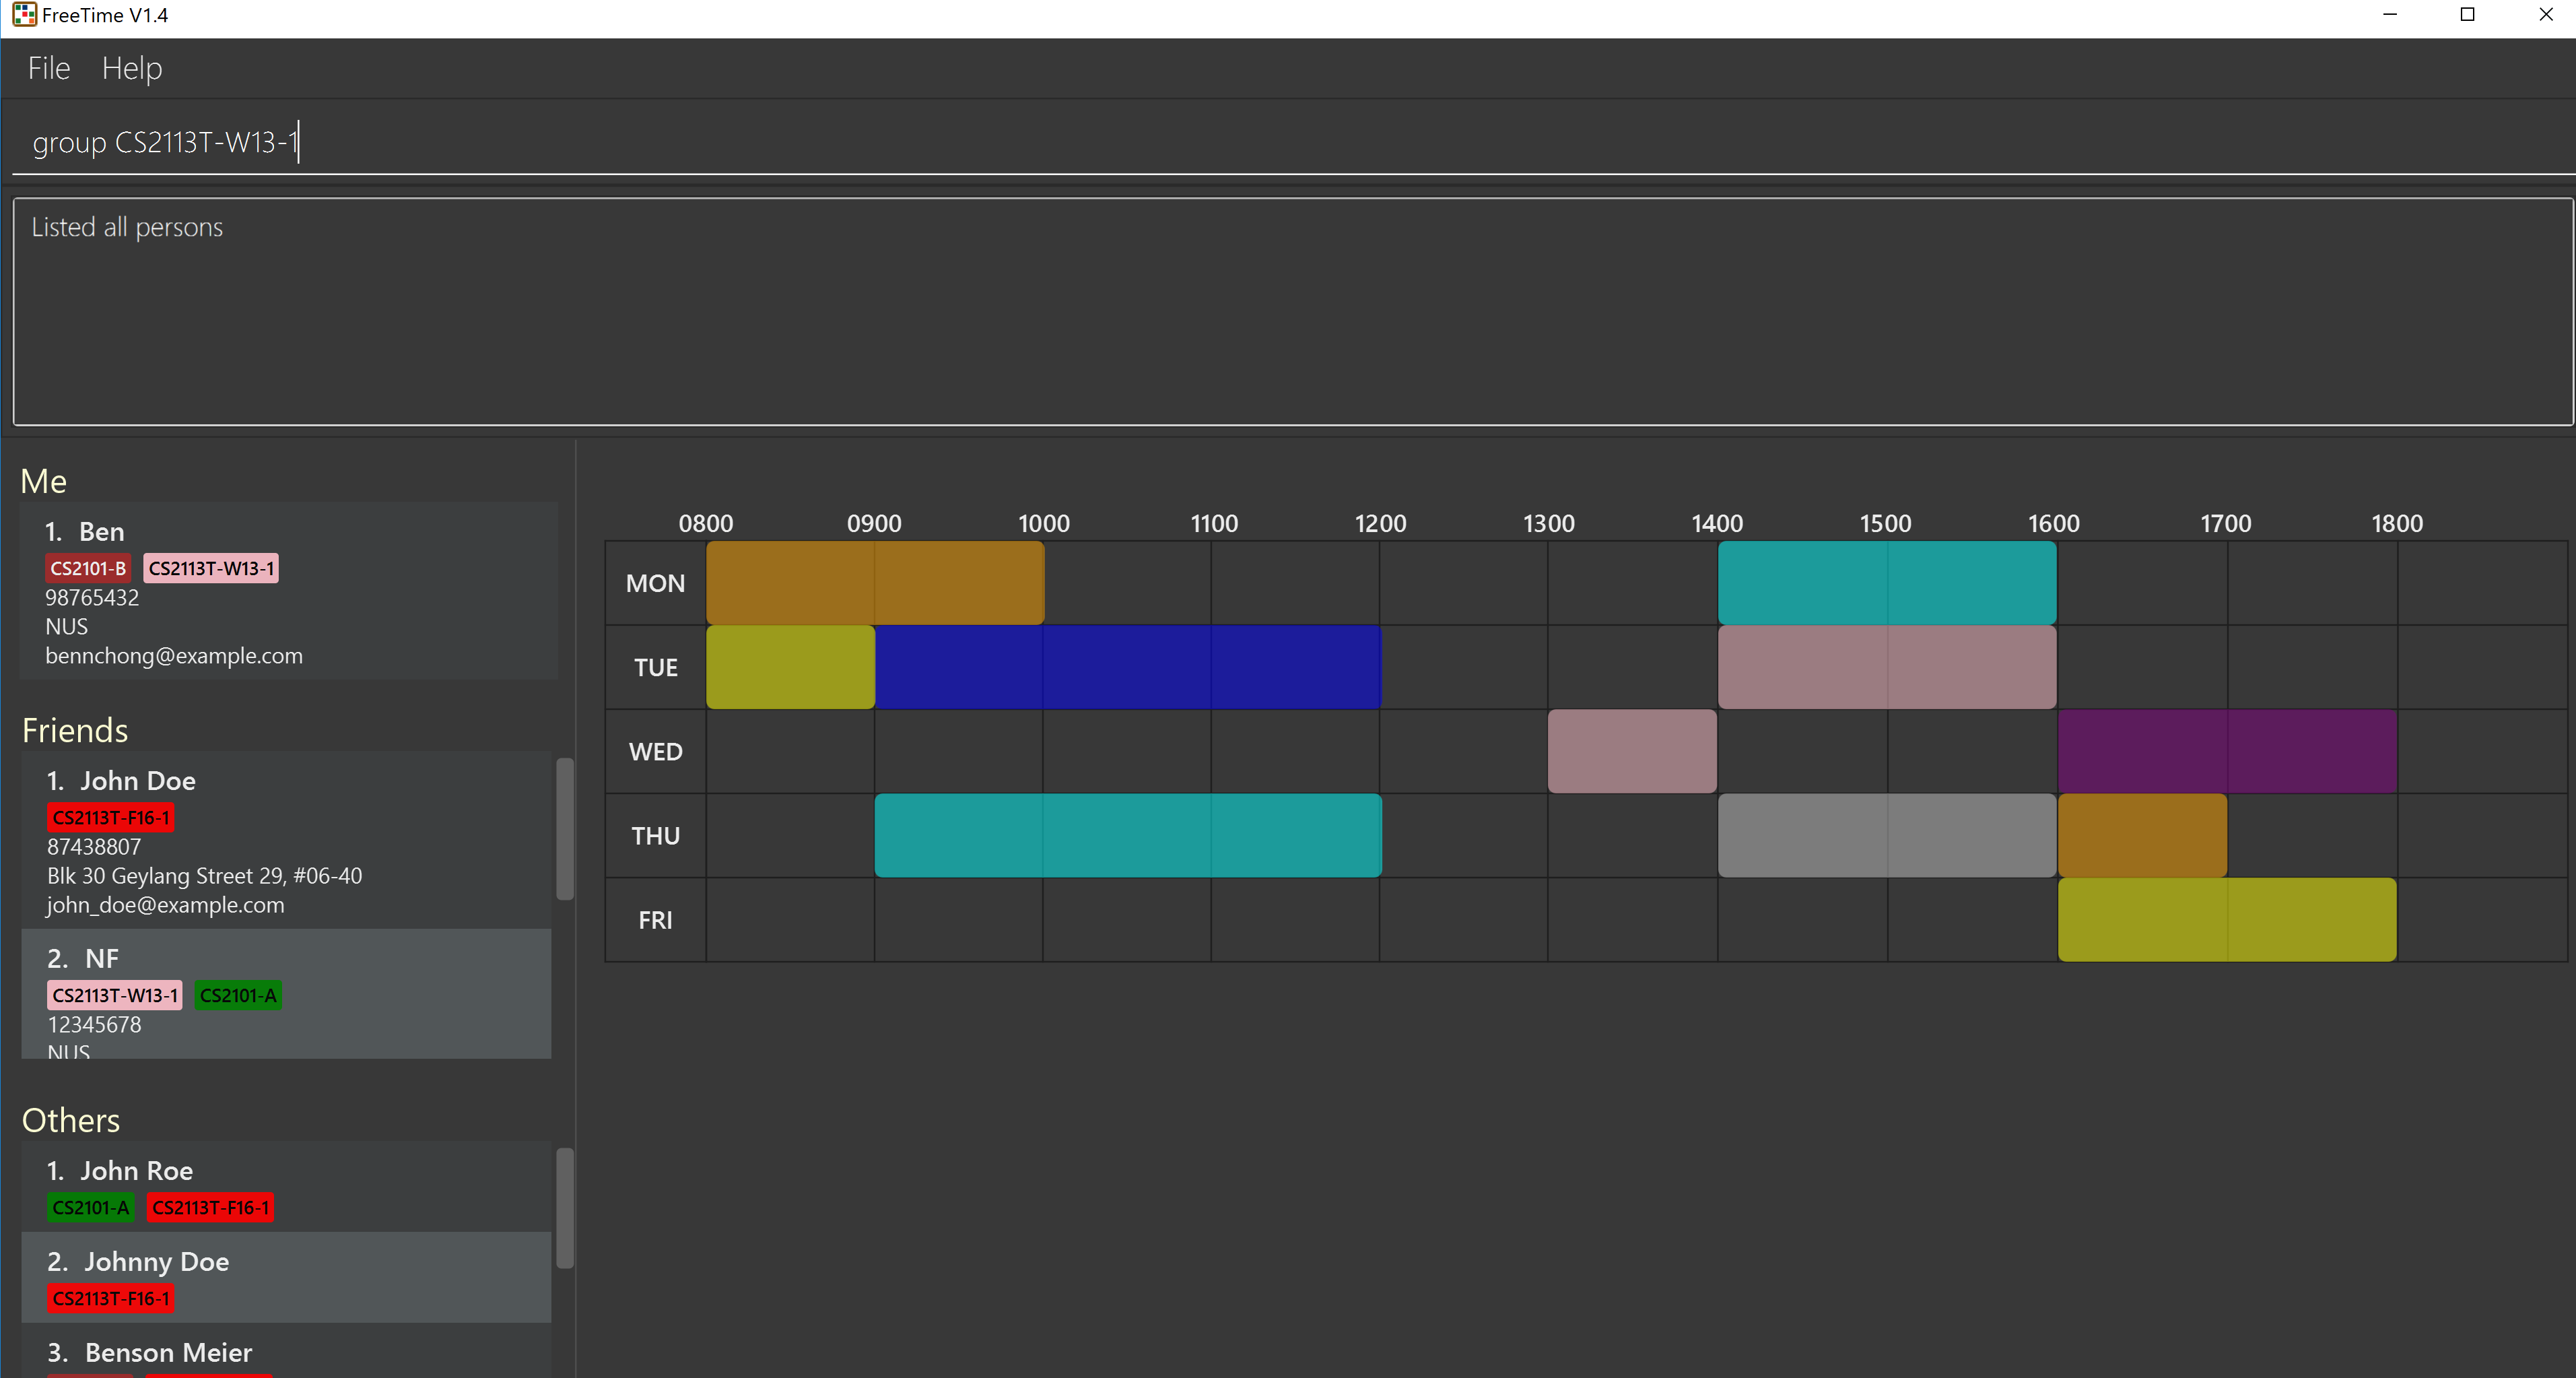 FreeTime V1.4
File Help
group CS2113T-W13-1
Listed all persons
Me
1. Ben
CS2101-B CS2113T-W13-1
98765432
NUS
bennchong@example.com
Friends
1. John Doe
CS2113T-F16-1
87438807
Blk 30 Geylang Street 29, #06-40
john_doe@example.com
2. NF
CS2113T-W13-1 CS2101-A
12345678
NUS
Others
1. John Roe
CS2101-A CS2113T-F16-1
2. Johnny Doe
CS2113T-F16-1
3. Benson Meier
0800 0900 1000 1100 1200 1300 1400 1500 1600 1700 1800
MON
TUE
WED
THU
FRI